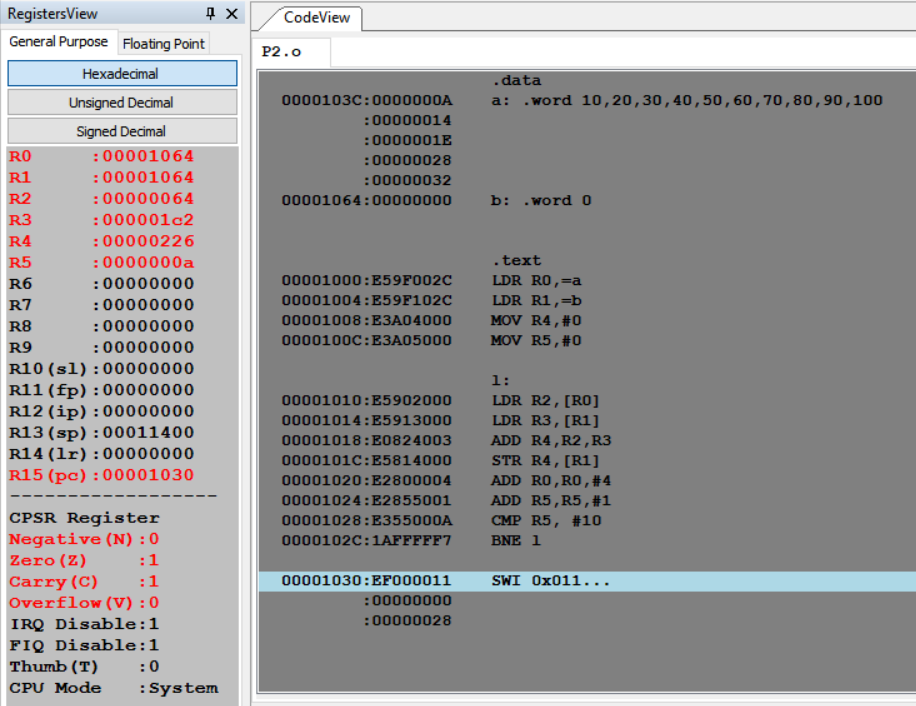 RegistersView
General Purpose Floating Point
Hexadecimal
Unsigned Decimal
Signed Decimal
R0 :00001064
R1 :00001064
R2 :00000064
R3 :000001c2
R4 :00000226
R5 :0000000a
R6 :00000000
R7 :00000000
R8 :00000000
R9 :00000000
R10(sl):00000000
R11(fp):00000000
R12(ip):00000000
R13(sp):00011400
R14(lr):00000000
R15(pc):00001030
------------------
CPSR Register
Negative(N):0
Zero(Z) :1
Carry(C) :1
Overflow(V):0
IRQ Disable:1
FIQ Disable:1
Thumb(T) :0
CPU Mode :System
CodeView
P2.o
.data
0000103C:0000000A a: .word 10,20,30,40,50,60,70,80,90,100
:00000014
:0000001E
:00000028
:00000032
00001064:00000000 b: .word 0
.text
00001000:E59F002C LDR R0,=a
00001004:E59F102C LDR R1,=b
00001008:E3A04000 MOV R4,#0
0000100C:E3A05000 MOV R5,#0
l:
00001010:E5902000 LDR R2,[R0]
00001014:E5913000 LDR R3,[R1]
00001018:E0824003 ADD R4,R2,R3
0000101C:E5814000 STR R4,[R1]
00001020:E2800004 ADD R0,R0,#4
00001024:E2855001 ADD R5,R5,#1
00001028:E355000A CMP R5, #10
0000102C:1AFFFFF7 BNE l
00001030:EF000011 SWI 0x011...
:00000000
:00000028